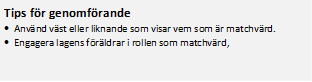 Tips för genomförande
• Använd väst eller liknande som visar vem som är matchvärd.
• Engagera lagens föräldrar i rollen som matchvärd,